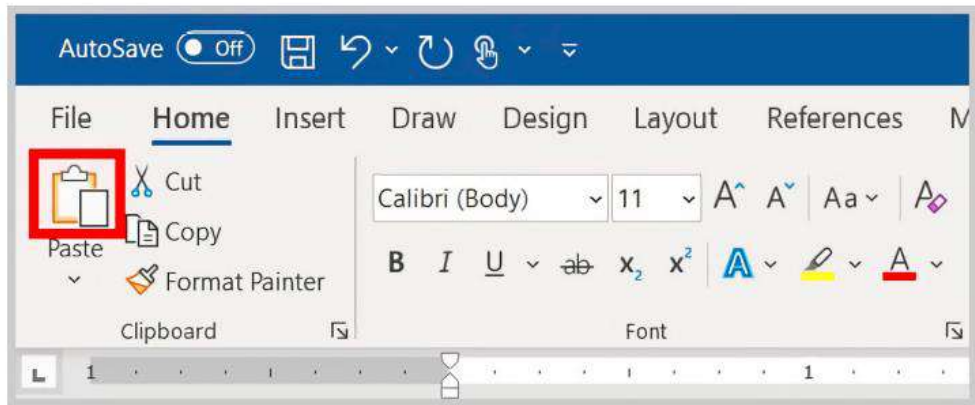 AutoSave Off
File Home Insert Draw Design Layout References M
Cut
Calibri (Body) 11 A A Aa A
Copy
Paste
B I U ab x2 x2 A A
Format Painter
Clipboard Font
L 1 1